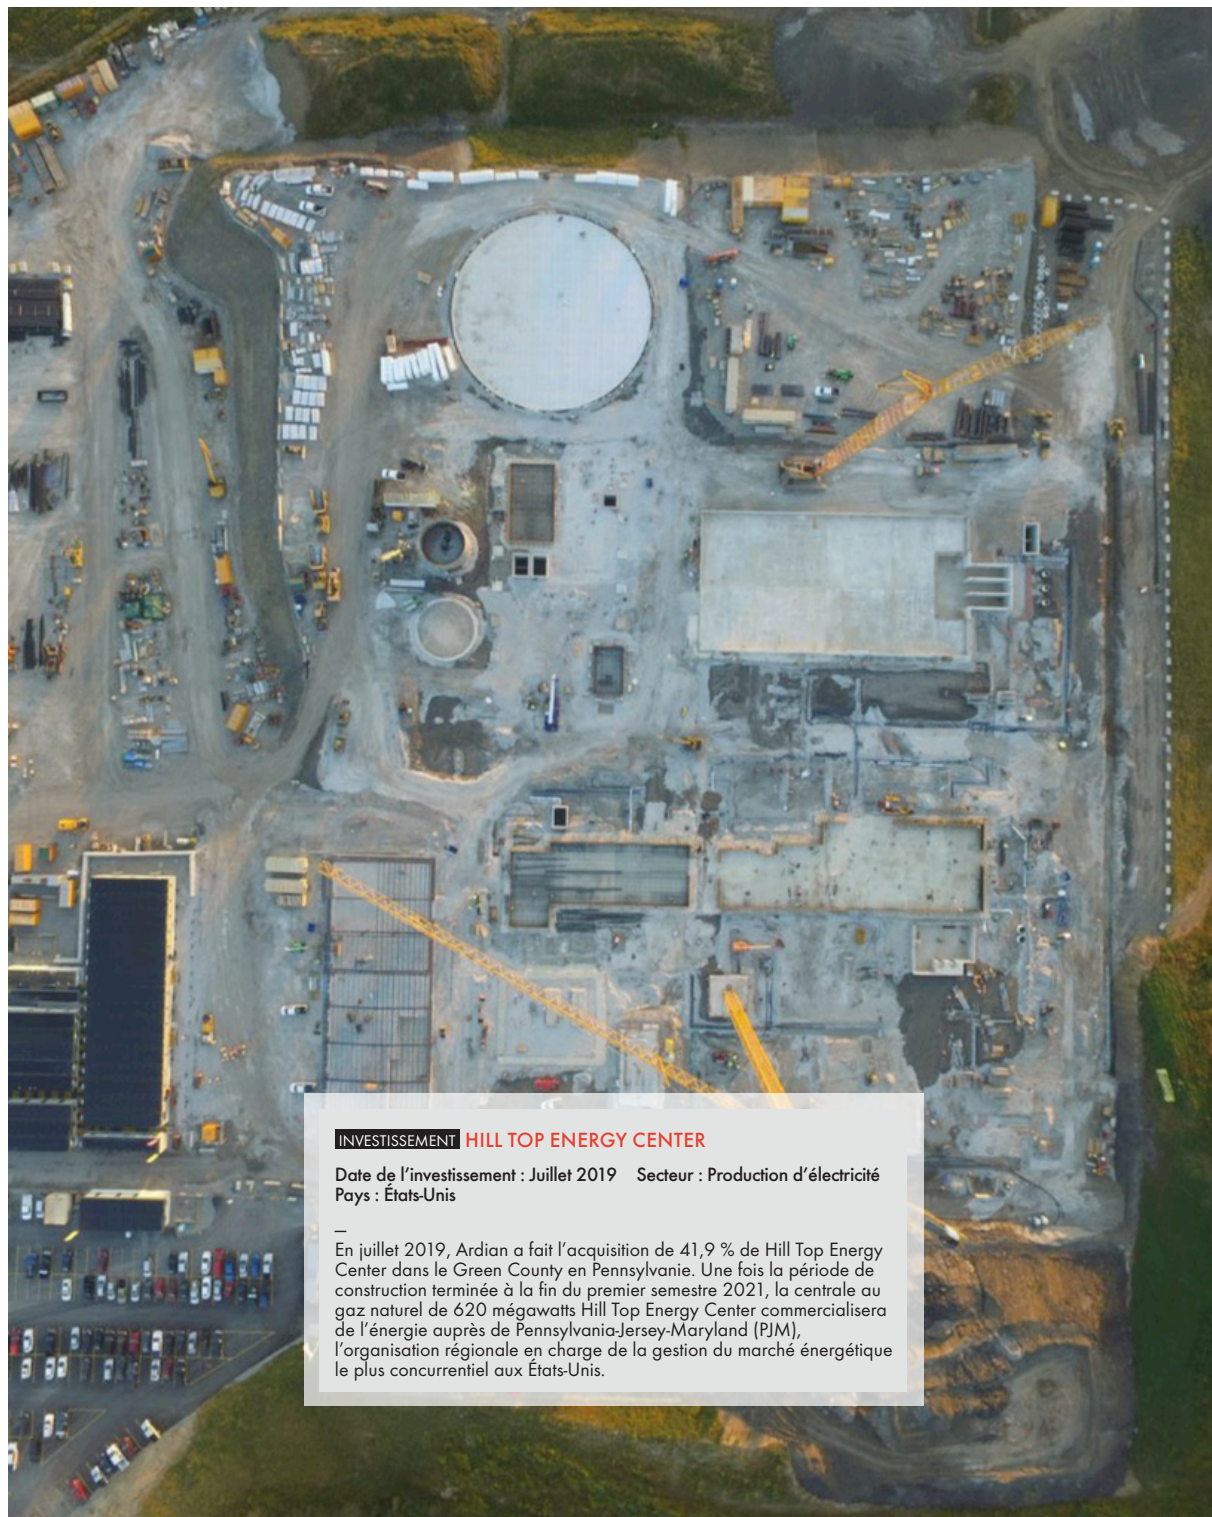 INVESTISSEMENT HILL TOP ENERGY CENTER
Date de l’investissement : Juillet 2019 Secteur : Production d’électricité
Pays : États-Unis
—
En juillet 2019, Ardian a fait l’acquisition de 41,9 % de Hill Top Energy
Center dans le Green County en Pennsylvanie. Une fois la période de
construction terminée à la fin du premier semestre 2021, la centrale au
gaz naturel de 620 mégawatts Hill Top Energy Center commercialisera
de l’énergie auprès de Pennsylvania-Jersey-Maryland (PJM),
l’organisation régionale en charge de la gestion du marché énergétique
le plus concurrentiel aux États-Unis.